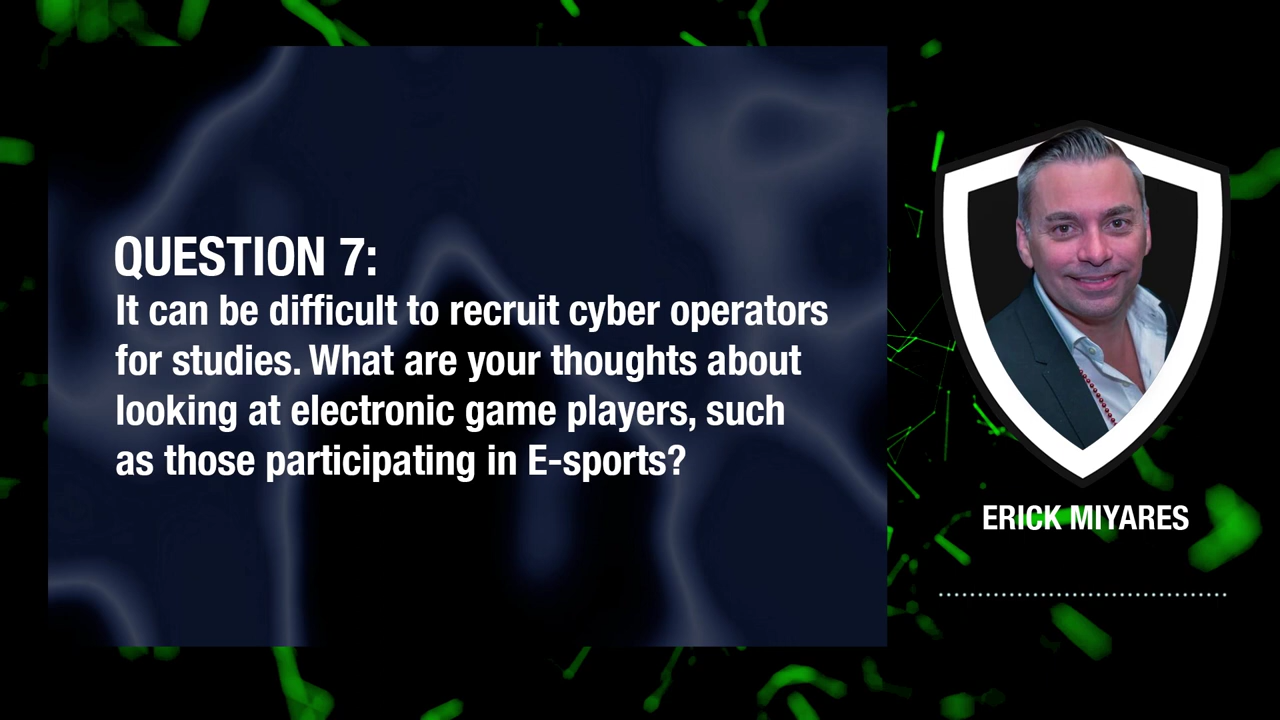 QUESTION 7:
It can be difficult to recruit cyber operators
for studies. What are your thoughts about
looking at electronic game players, such
as those participating in E-sports?
ERICK MIYARES